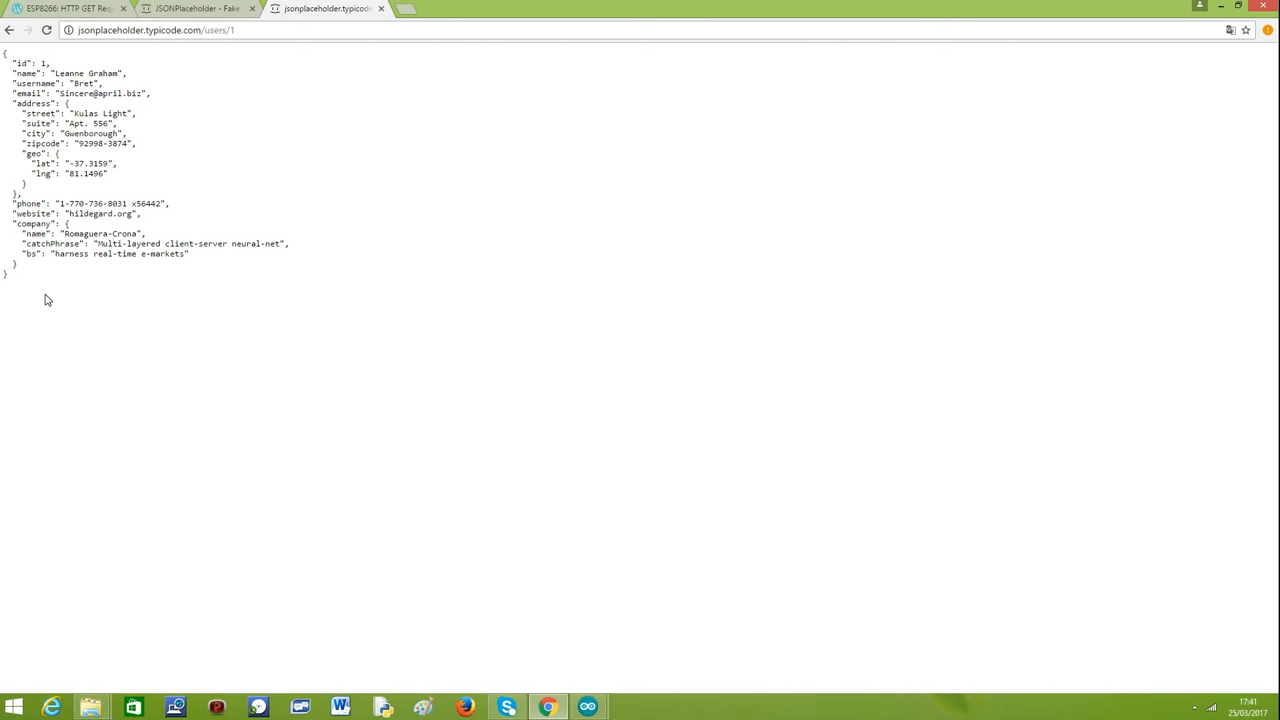 ESP8266: HTTP GET Req
JSONPlaceholder - Fake
jsonplaceholder.typicode
jsonplaceholder.typicode.com/users/1
{
  "id": 1,
  "name": "Leanne Graham",
  "username": "Bret",
  "email": "Sincere@april.biz",
  "address": {
    "street": "Kulas Light",
    "suite": "Apt. 556",
    "city": "Gwenborough",
    "zipcode": "92998-3874",
    "geo": {
      "lat": "-37.3159",
      "lng": "81.1496"
    }
  },
  "phone": "1-770-736-8031 x56442",
  "website": "hildegard.org",
  "company": {
    "name": "Romaguera-Crona",
    "catchPhrase": "Multi-layered client-server neural-net",
    "bs": "harness real-time e-markets"
  }
}
17:41
25/03/2017